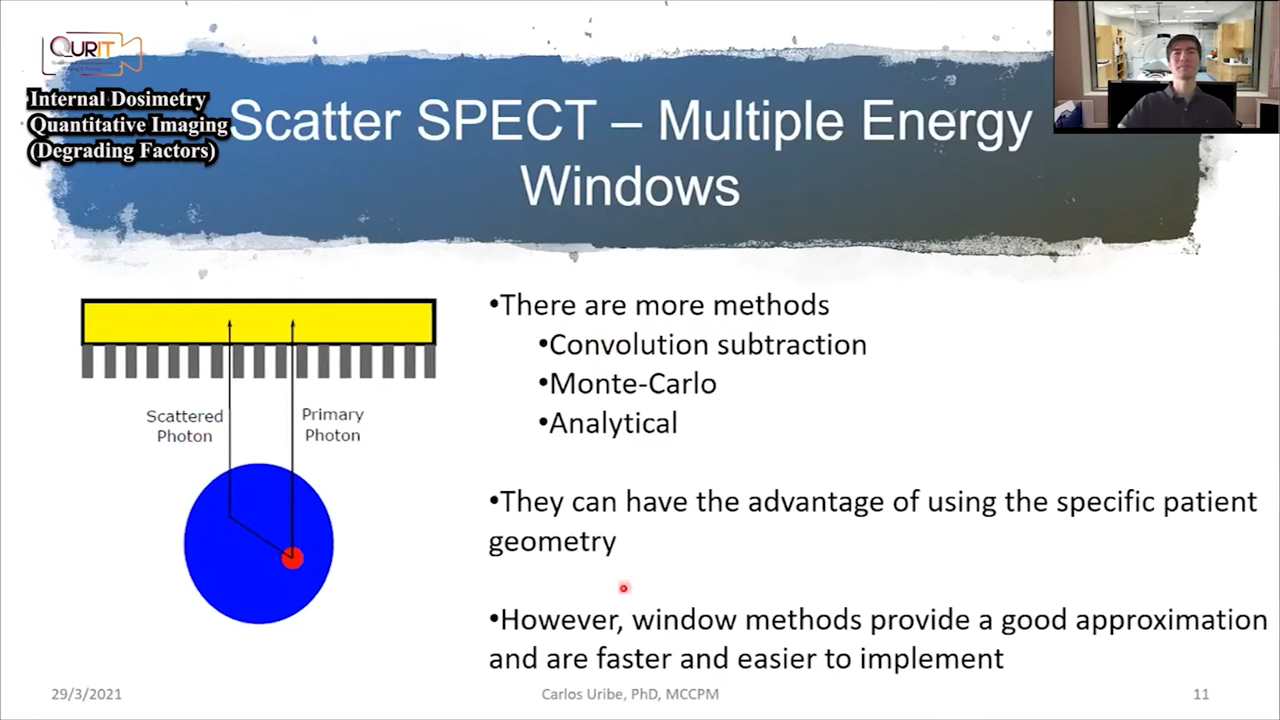 QURIT
Internal Dosimetry
Quantitative Imaging
(Degrading Factors)
Scatter SPECT – Multiple Energy
Windows
Scattered
Photon
Primary
Photon
•There are more methods
•Convolution subtraction
•Monte-Carlo
•Analytical
•They can have the advantage of using the specific patient
geometry
•However, window methods provide a good approximation
and are faster and easier to implement
29/3/2021
Carlos Uribe, PhD, MCCPM
11